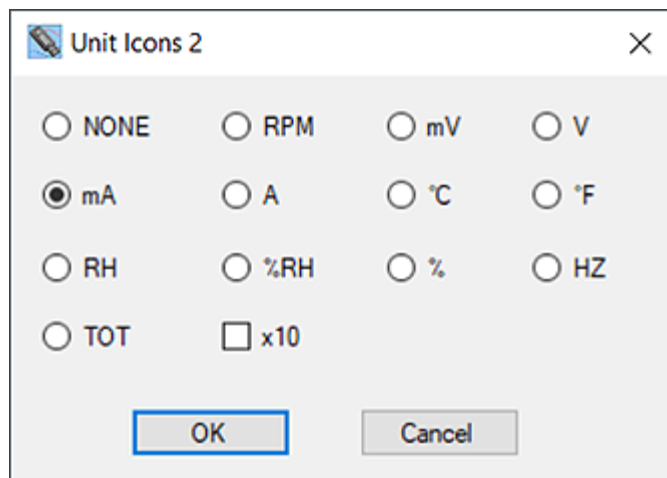 Unit Icons 2
NONE RPM mV V
mA A °C °F
RH %RH % HZ
TOT x10
OK Cancel